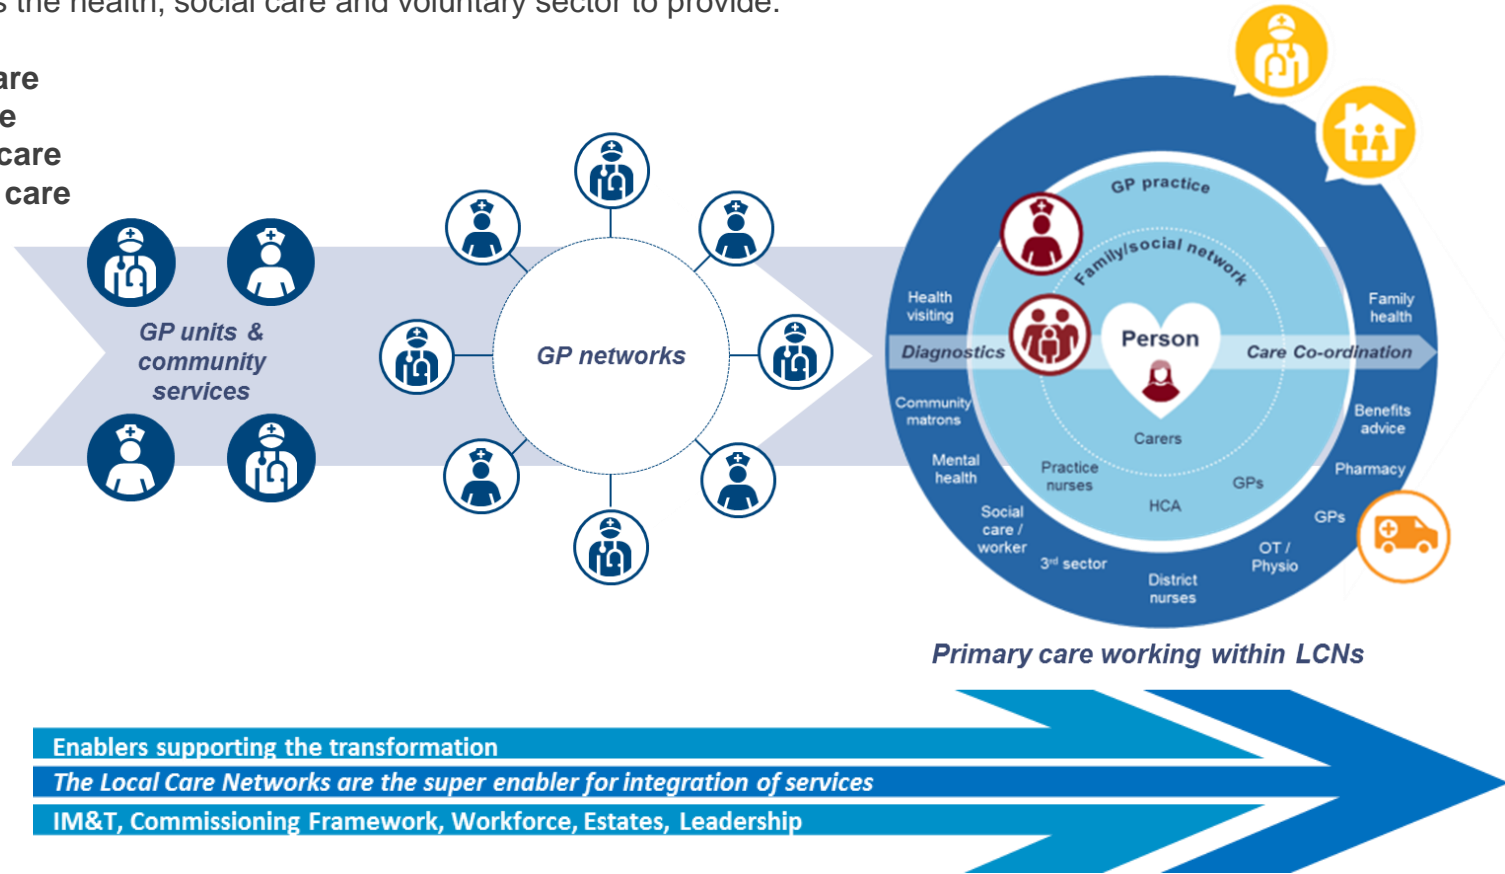 s the health, social care and voluntary sector to provide:
are
e
care
care
GP units &
community
services
GP networks
GP practice
Family/social network
Person
Health
visiting
Family
health
Diagnostics
Care Co-ordination
Community
matrons
Benefits
advice
Carers
Mental
health
Practice
nurses
GPs
Pharmacy
HCA
Social
care /
worker
GPs
3rd sector
OT /
Physio
District
nurses
Primary care working within LCNs
Enablers supporting the transformation
The Local Care Networks are the super enabler for integration of services
IM&T, Commissioning Framework, Workforce, Estates, Leadership